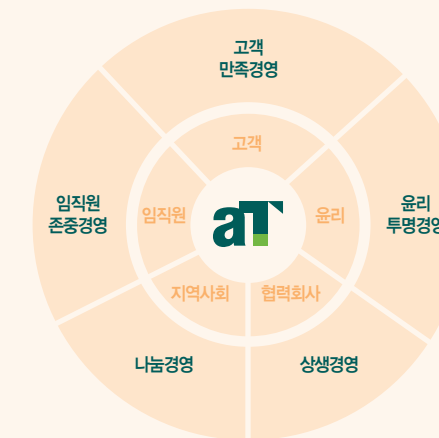 고객
만족경영
고객
임직원
존중경영
임직원
aT
윤리
윤리
투명경영
지역사회
협력회사
나눔경영
상생경영